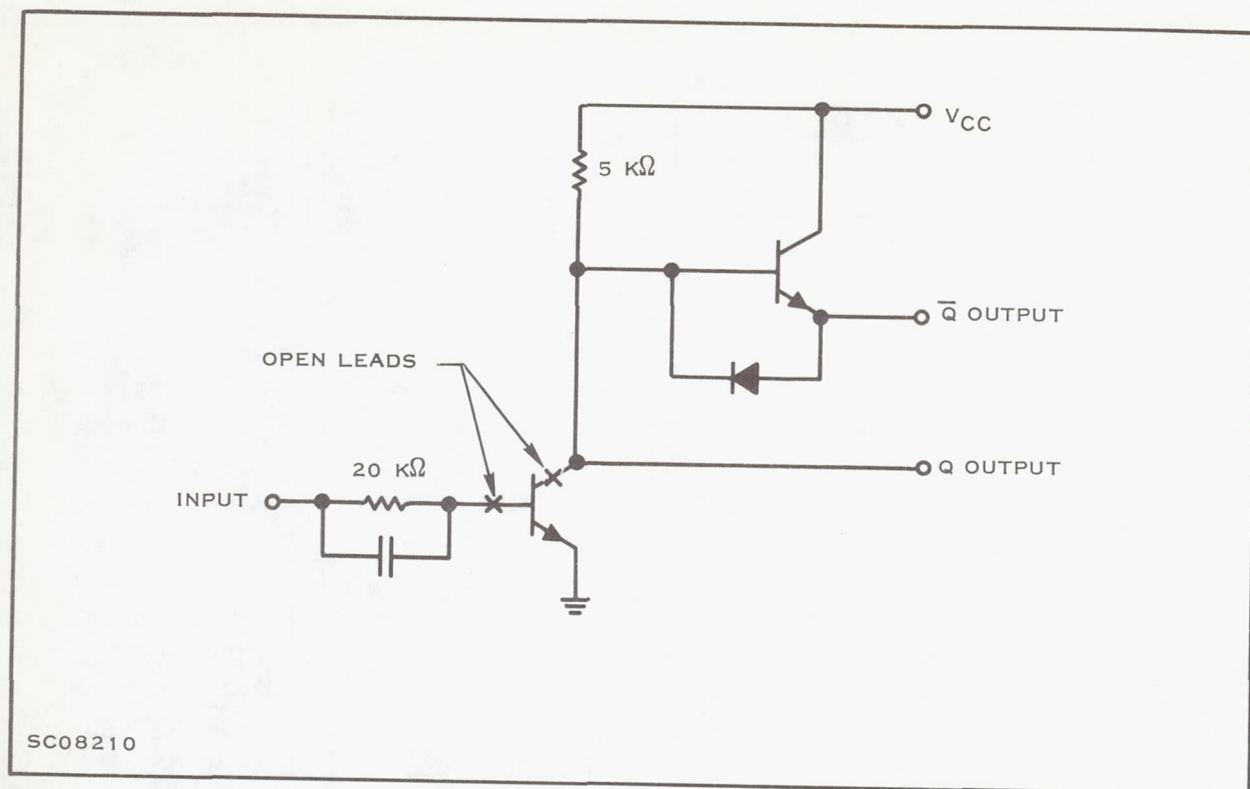 VCC
5 KΩ
Q̅ OUTPUT
OPEN LEADS
20 KΩ
Q OUTPUT
INPUT
SC08210